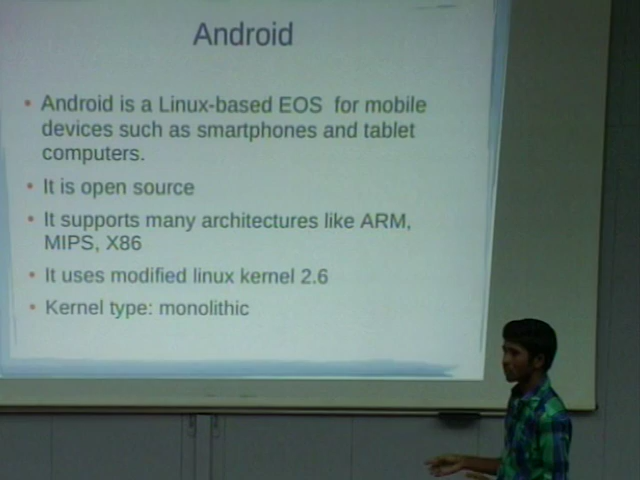 Android
• Android is a Linux-based EOS for mobile
devices such as smartphones and tablet
computers.
• It is open source
• It supports many architectures like ARM,
MIPS, X86
• It uses modified linux kernel 2.6
• Kernel type: monolithic